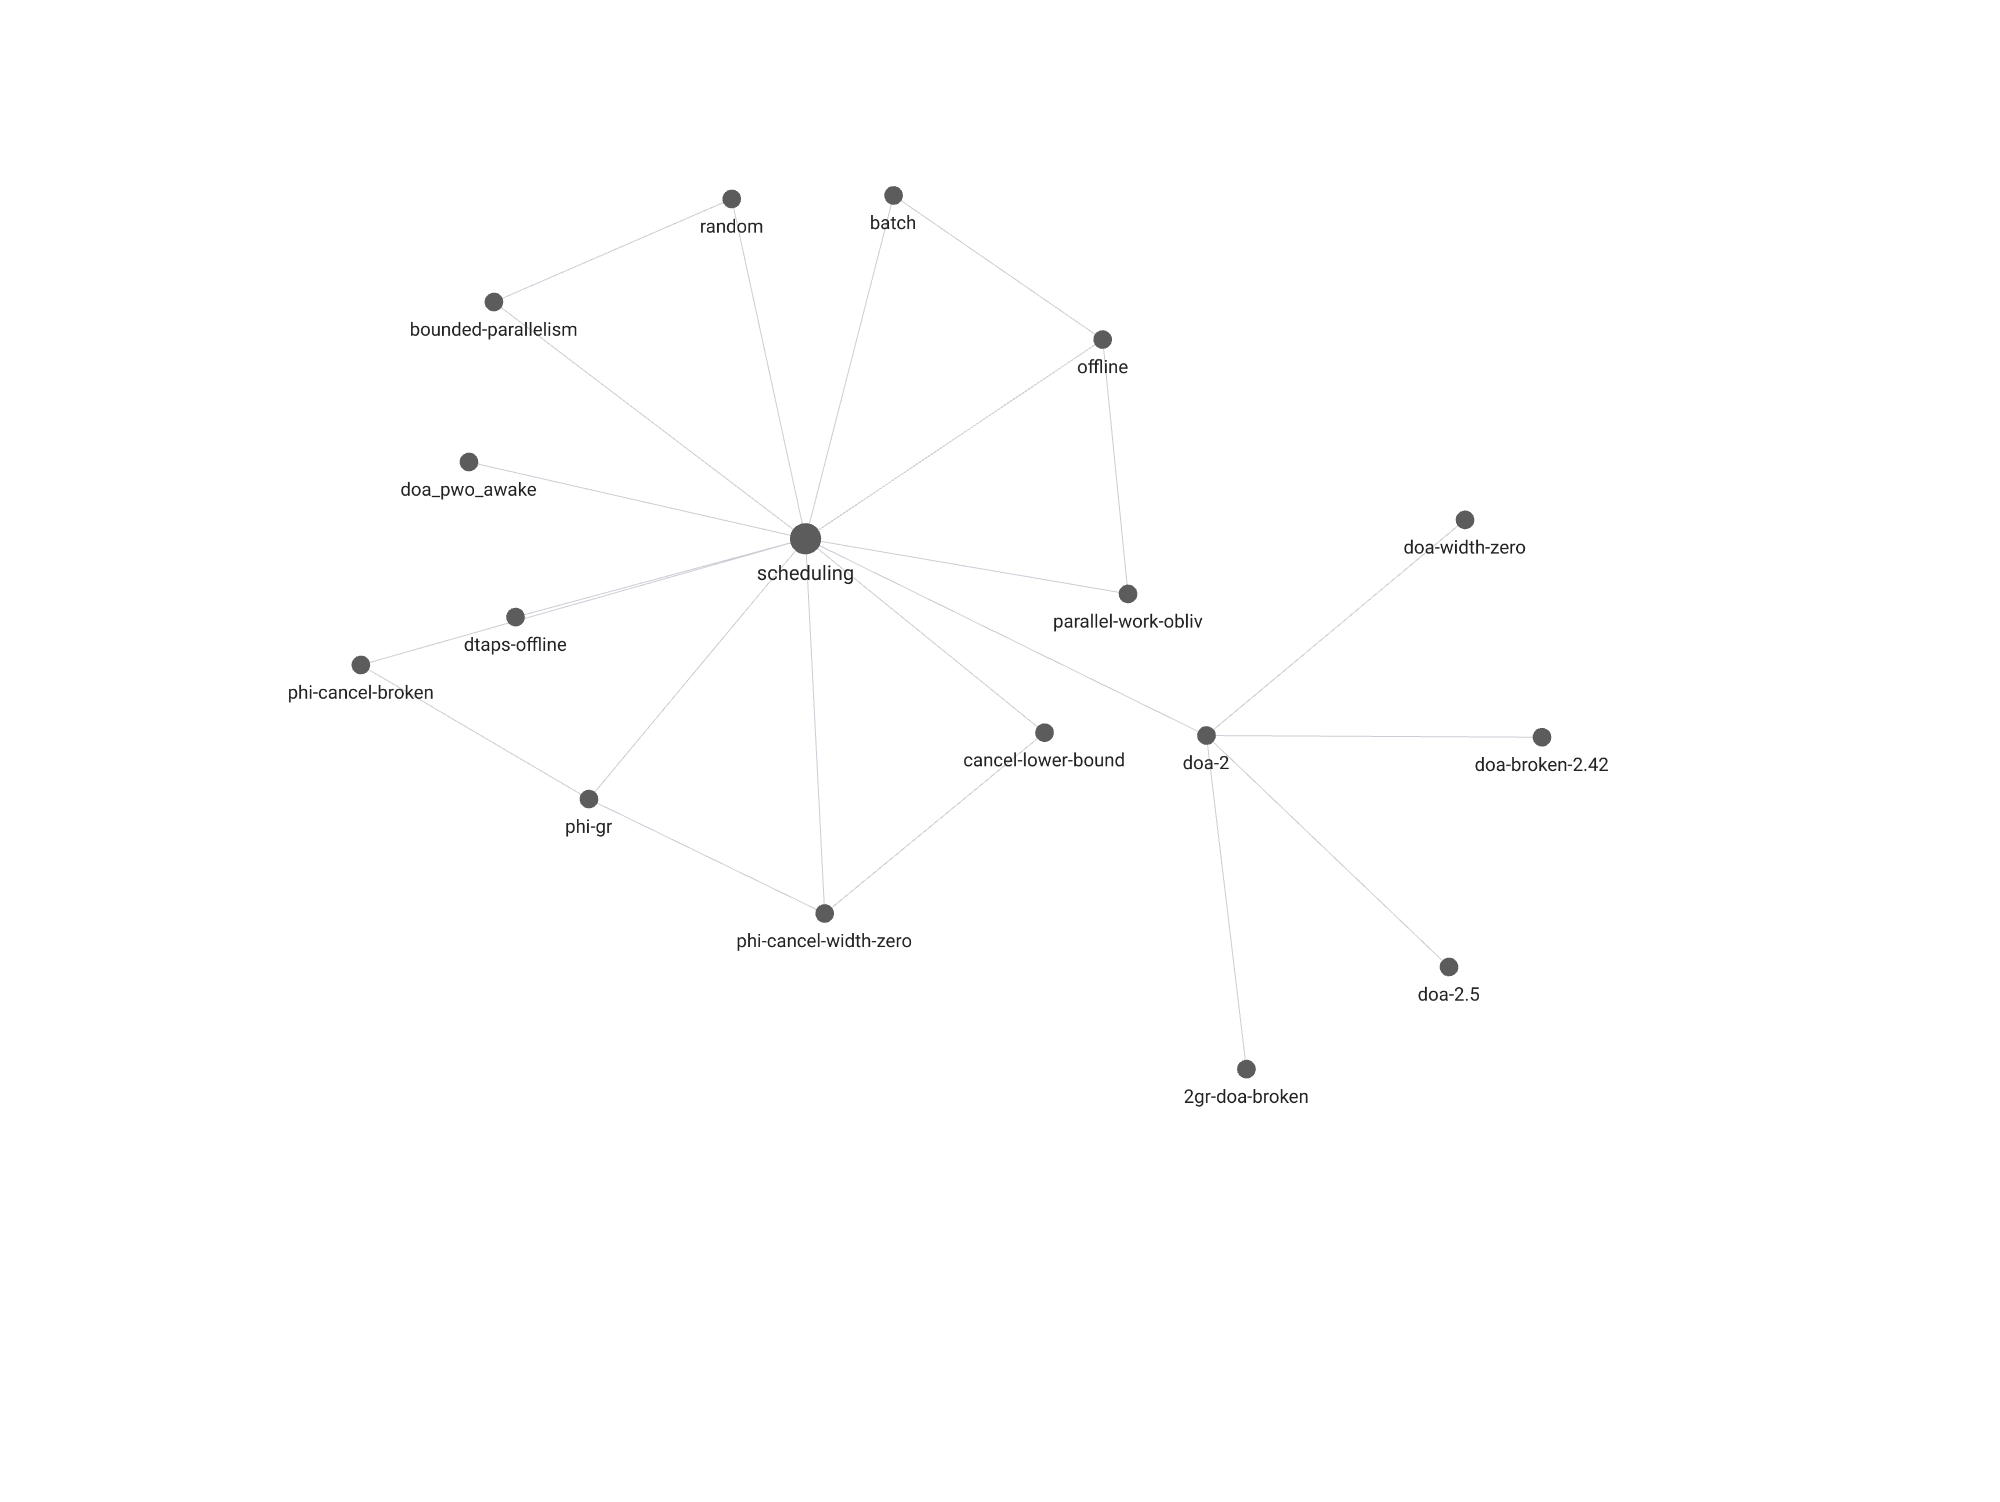 random
batch
bounded-parallelism
offline
doa_pwo_awake
doa-width-zero
scheduling
parallel-work-obliv
dtaps-offline
phi-cancel-broken
cancel-lower-bound
doa-2
doa-broken-2.42
phi-gr
phi-cancel-width-zero
doa-2.5
2gr-doa-broken